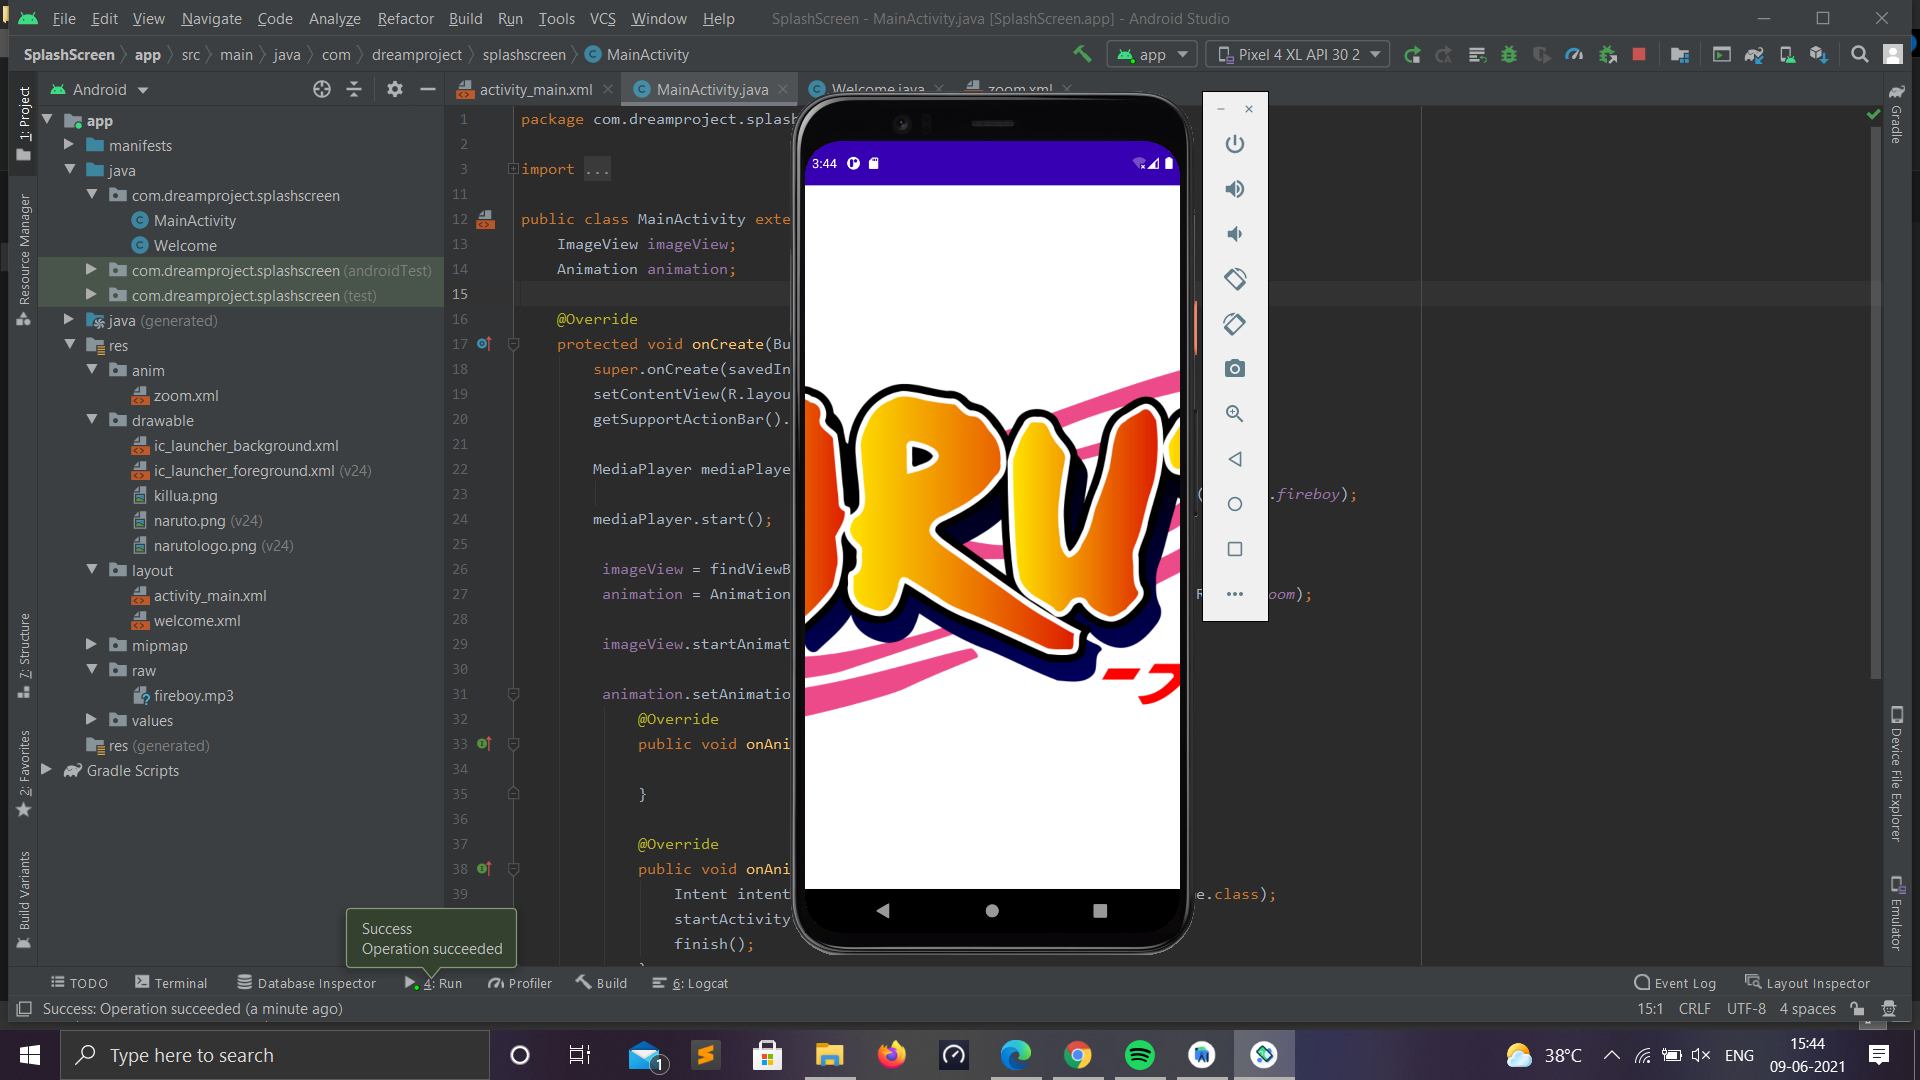 File Edit View Navigate Code Analyze Refactor Build Run Tools VCS Window Help SplashScreen - MainActivity.java [SplashScreen.app] - Android Studio
SplashScreen app src main java com dreamproject splashscreen MainActivity app Pixel 4 XL API 30 2
Android activity_main.xml MainActivity.java Welcome.java zoom.xml
1: Project
Resource Manager
7: Structure
2: Favorites
Build Variants
app
manifests
java
com.dreamproject.splashscreen
MainActivity
Welcome
com.dreamproject.splashscreen (androidTest)
com.dreamproject.splashscreen (test)
java (generated)
res
anim
zoom.xml
drawable
ic_launcher_background.xml
ic_launcher_foreground.xml (v24)
killua.png
naruto.png (v24)
narutologo.png (v24)
layout
activity_main.xml
welcome.xml
mipmap
raw
fireboy.mp3
values
res (generated)
Gradle Scripts
1 package com.dreamproject.splash
2
3 import ...
11
12 public class MainActivity exte
13 ImageView imageView;
14 Animation animation;
15
16 @Override
17 protected void onCreate(Bu
18 super.onCreate(savedIn
19 setContentView(R.layou
20 getSupportActionBar().
21
22 MediaPlayer mediaPlaye
23 ( .fireboy);
24 mediaPlayer.start();
25
26 imageView = findViewB
27 animation = Animation R oom);
28
29 imageView.startAnimat
30
31 animation.setAnimatio
32 @Override
33 public void onAni
34
35 }
36
37 @Override
38 public void onAni
39 Intent intent e.class);
startActivity
finish();
3:44
RU
Gradle
Device File Explorer
Emulator
Success
Operation succeeded
TODO Terminal Database Inspector 4: Run Profiler Build 6: Logcat Event Log Layout Inspector
Success: Operation succeeded (a minute ago) 15:1 CRLF UTF-8 4 spaces
Type here to search 1 38°C ENG 15:44
09-06-2021